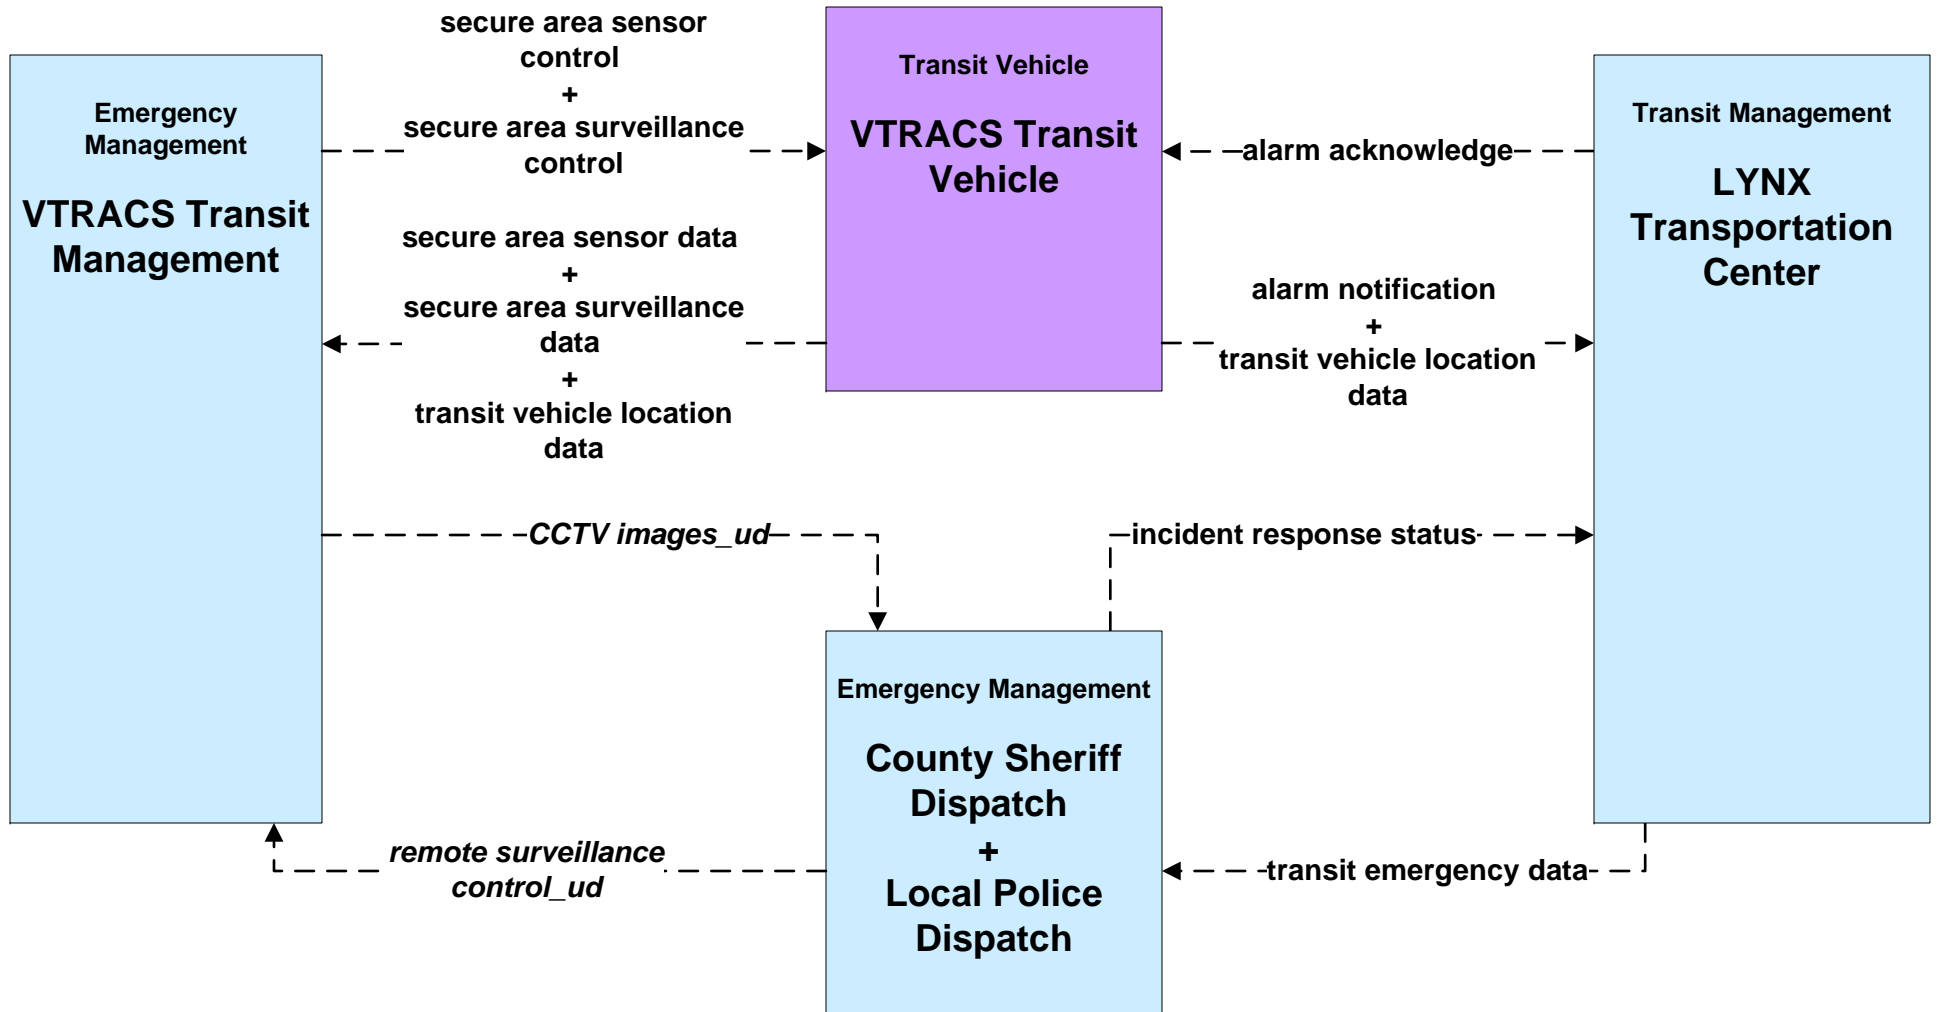 Emergency
Management
VTRACS Transit
Management
secure area sensor
control
+
secure area surveillance
control
secure area sensor data
+
secure area surveillance
data
+
transit vehicle location
data
Transit Vehicle
VTRACS Transit
Vehicle
alarm acknowledge
alarm notification
+
transit vehicle location
data
Transit Management
LYNX
Transportation
Center
CCTV images_ud
incident response status
Emergency Management
County Sheriff
Dispatch
+
Local Police
Dispatch
remote surveillance
control_ud
transit emergency data